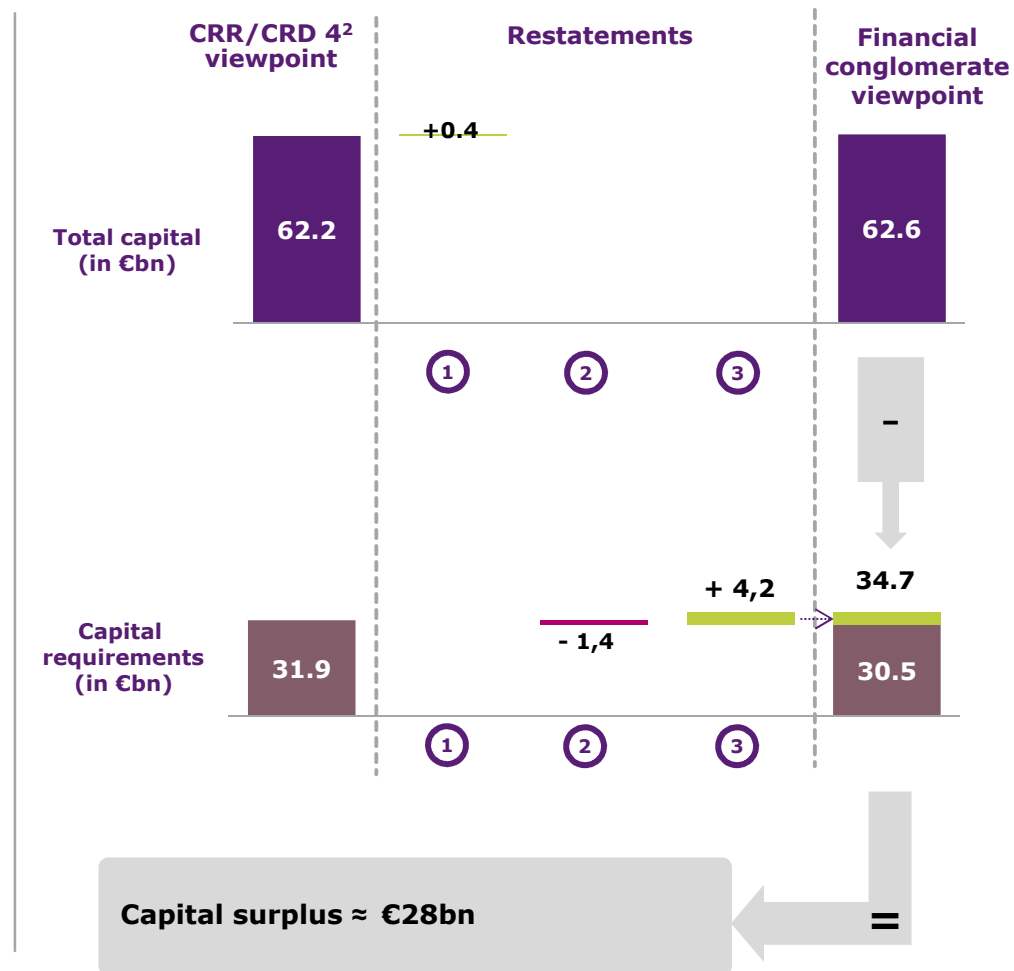 CRR/CRD 4²
viewpoint
Restatements
Financial
conglomerate
viewpoint
+0.4
Total capital
(in €bn)
62.2
62.6
1
2
3
–
+ 4,2
34.7
- 1,4
Capital
requirements
(in €bn)
31.9
30.5
1
2
3
Capital surplus ≈ €28bn
=